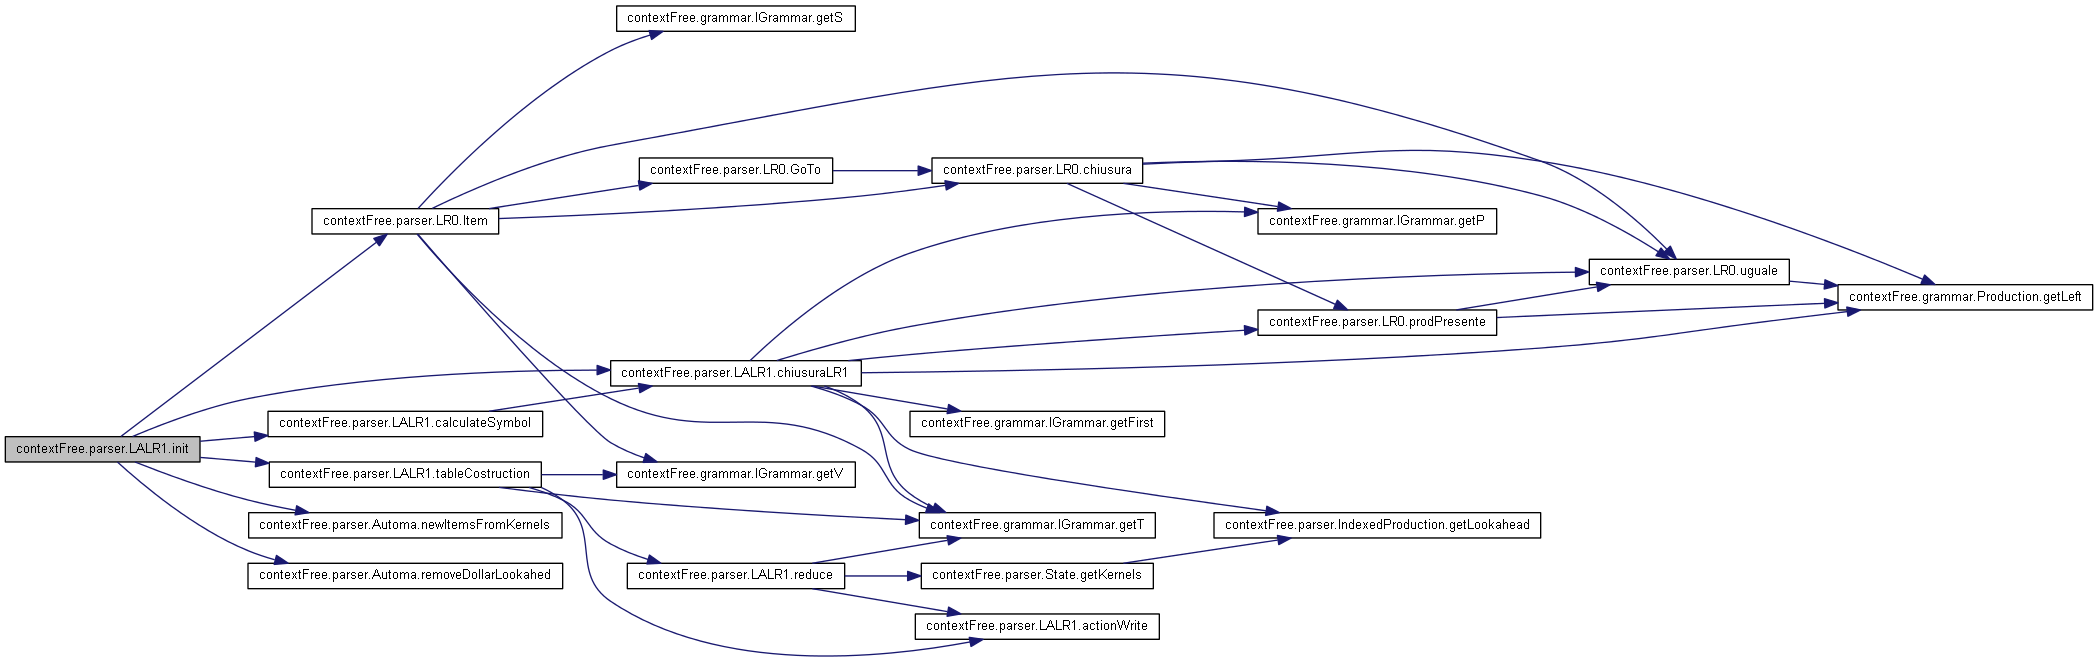 contextFree.grammar.IGrammar.getS
contextFree.parser.LR0.GoTo
contextFree.parser.LR0.chiusura
contextFree.parser.LR0.Item
contextFree.grammar.IGrammar.getP
contextFree.parser.LR0.uguale
contextFree.grammar.Production.getLeft
contextFree.parser.LR0.prodPresente
contextFree.parser.LALR1.chiusuraLR1
contextFree.parser.LALR1.calculateSymbol
contextFree.grammar.IGrammar.getFirst
contextFree.parser.LALR1.init
contextFree.parser.LALR1.tableCostruction
contextFree.grammar.IGrammar.getV
contextFree.parser.Automa.newItemsFromKernels
contextFree.grammar.IGrammar.getT
contextFree.parser.IndexedProduction.getLookahead
contextFree.parser.Automa.removeDollarLookahed
contextFree.parser.LALR1.reduce
contextFree.parser.State.getKernels
contextFree.parser.LALR1.actionWrite